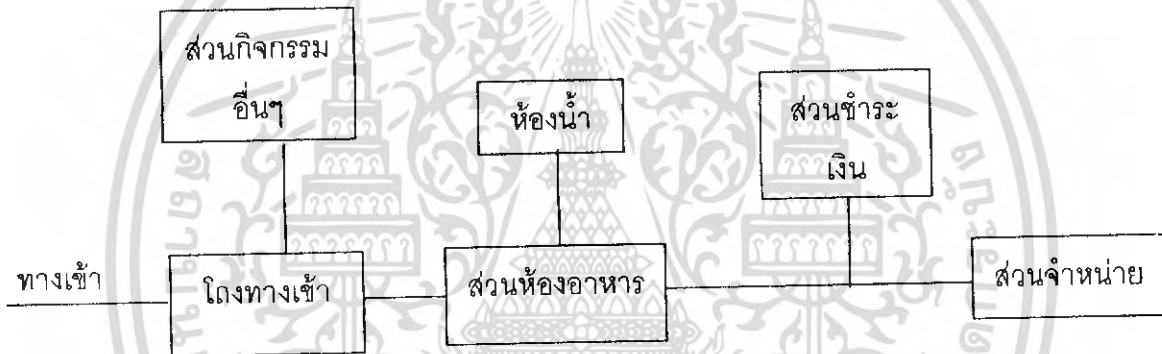 ส่วนกิจกรรม
อื่นๆ
ห้องน้ำ
ส่วนชำระ
เงิน
ทางเข้า
โถงทางเข้า
ส่วนห้องอาหาร
ส่วนจำหน่าย